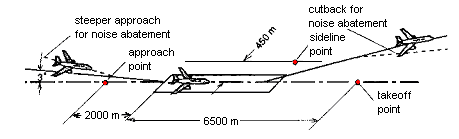 steeper approach
for noise abatement
approach
point
3°
450 m
cutback for
noise abatement
sideline
point
takeoff
point
2000 m
6500 m